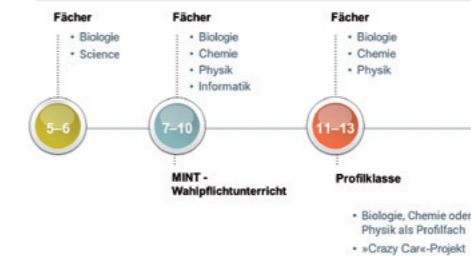 Fächer
• Biologie
• Science
5–6
Fächer
• Biologie
• Chemie
• Physik
• Informatik
7–10
MINT -
Wahlpflichtunterricht
Fächer
• Biologie
• Chemie
• Physik
11–13
Profilklasse
• Biologie, Chemie oder
Physik als Profilfach
• »Crazy Car«-Projekt